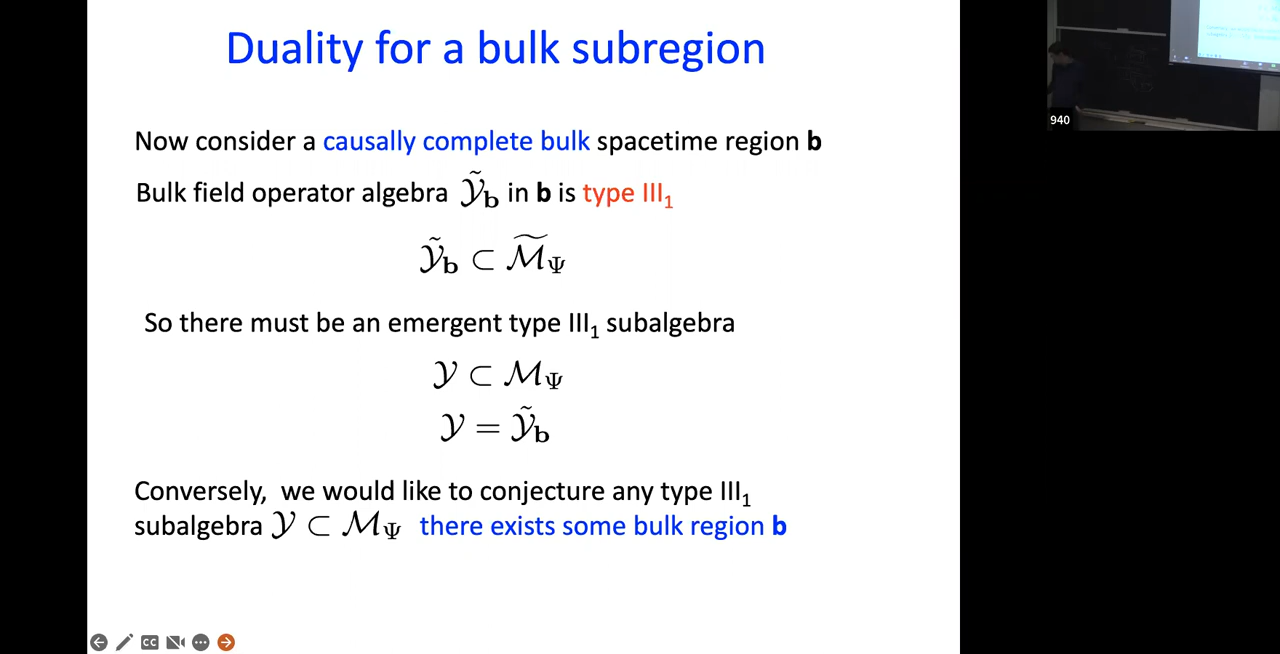 Duality for a bulk subregion
940
Now consider a causally complete bulk spacetime region b
Bulk field operator algebra 𝒴̃_b in b is type III₁
𝒴̃_b ⊂ ℳ̃_Ψ
So there must be an emergent type III₁ subalgebra
𝒴 ⊂ ℳ_Ψ
𝒴 = 𝒴̃_b
Conversely, we would like to conjecture any type III₁
subalgebra 𝒴 ⊂ ℳ_Ψ there exists some bulk region b
CC